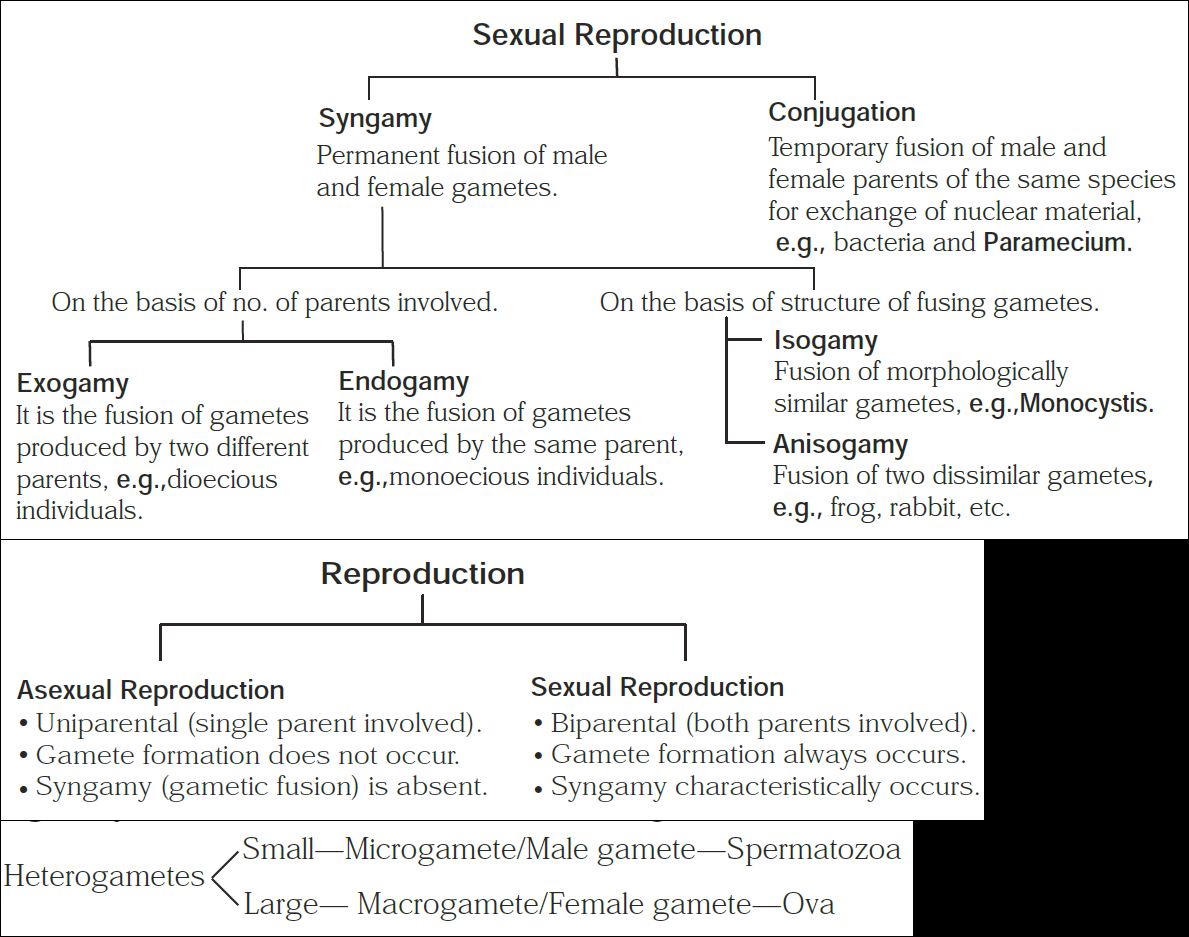 Sexual Reproduction
Syngamy
Permanent fusion of male
and female gametes.
Conjugation
Temporary fusion of male and
female parents of the same species
for exchange of nuclear material,
e.g., bacteria and Paramecium.
On the basis of no. of parents involved.
On the basis of structure of fusing gametes.
Exogamy
It is the fusion of gametes
produced by two different
parents, e.g.,dioecious
individuals.
Endogamy
It is the fusion of gametes
produced by the same parent,
e.g.,monoecious individuals.
Isogamy
Fusion of morphologically
similar gametes, e.g.,Monocystis.
Anisogamy
Fusion of two dissimilar gametes,
e.g., frog, rabbit, etc.
Reproduction
Asexual Reproduction
• Uniparental (single parent involved).
• Gamete formation does not occur.
• Syngamy (gametic fusion) is absent.
Sexual Reproduction
• Biparental (both parents involved).
• Gamete formation always occurs.
• Syngamy characteristically occurs.
Heterogametes
Small—Microgamete/Male gamete—Spermatozoa
Large— Macrogamete/Female gamete—Ova